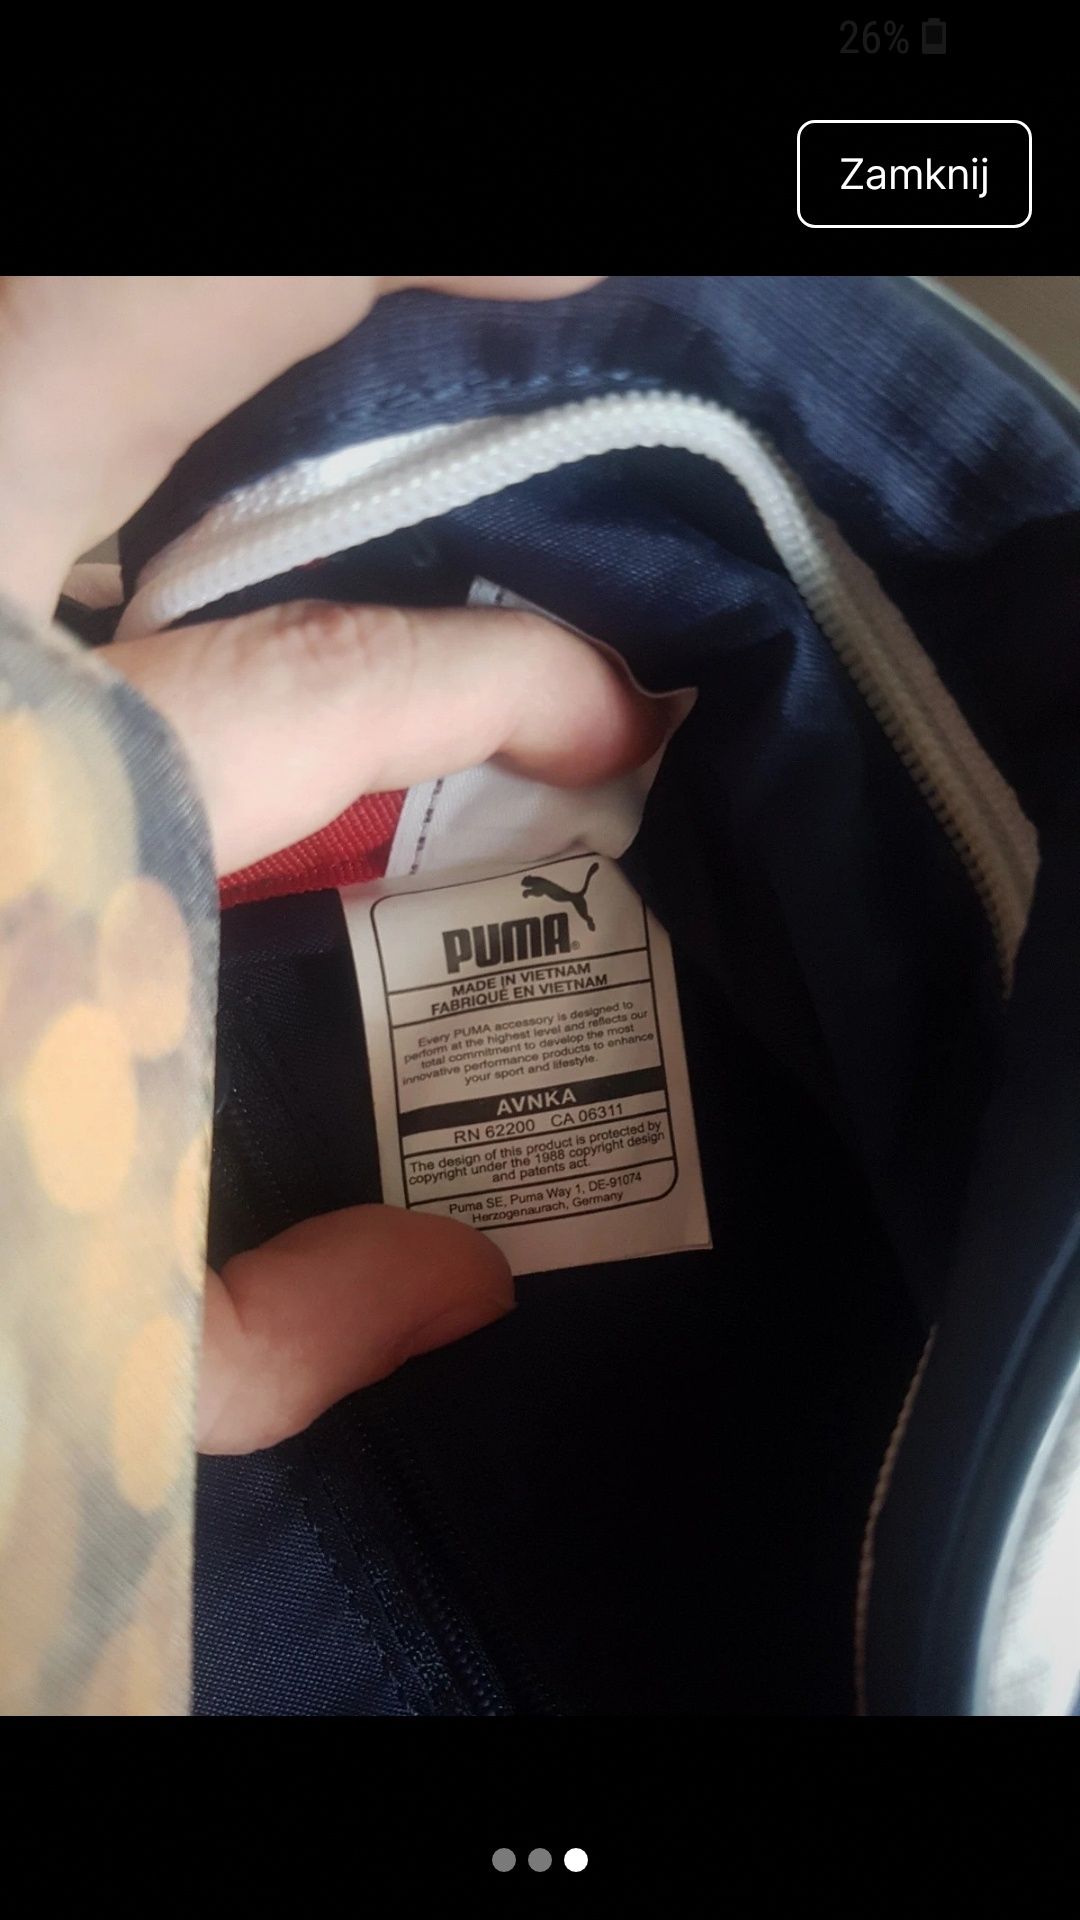 26%
Zamknij
PUMA®
MADE IN VIETNAM
FABRIQUÉ EN VIETNAM
Every PUMA accessory is designed to
perform at the highest level and reflects our
total commitment to develop the most
innovative performance products to enhance
your sport and lifestyle.
AVNKA
RN 62200 CA 06311
The design of this product is protected by
copyright under the 1988 copyright design
and patents act.
Puma SE, Puma Way 1, DE-91074
Herzogenaurach, Germany